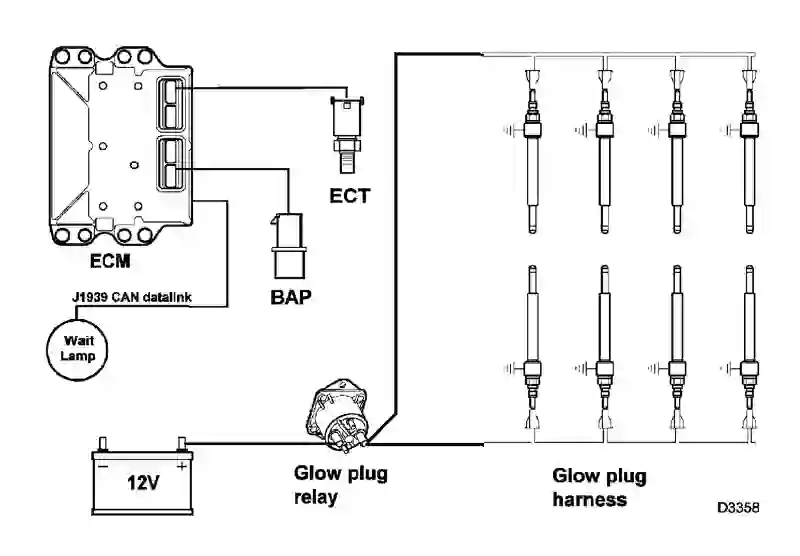 ECT
ECM
BAP
J1939 CAN datalink
Wait
Lamp
- +
12V
Glow plug
relay
Glow plug
harness
D3358